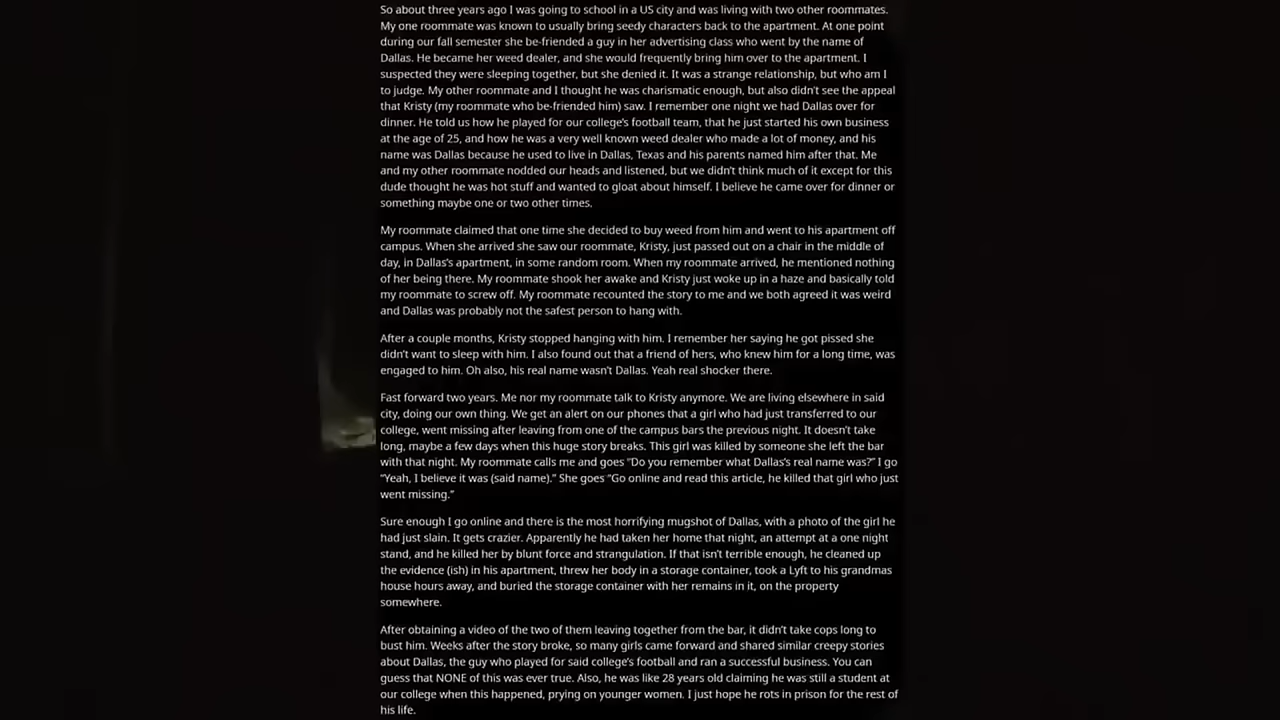 So about three years ago I was going to school in a US city and was living with two other roommates.
My one roommate was known to usually bring seedy characters back to the apartment. At one point
during our fall semester she be-friended a guy in her advertising class who went by the name of
Dallas. He became her weed dealer, and she would frequently bring him over to the apartment. I
suspected they were sleeping together, but she denied it. It was a strange relationship, but who am I
to judge. My other roommate and I thought he was charismatic enough, but also didn't see the appeal
that Kristy (my roommate who be-friended him) saw. I remember one night we had Dallas over for
dinner. He told us how he played for our college's football team, that he just started his own business
at the age of 25, and how he was a very well known weed dealer who made a lot of money, and his
name was Dallas because he used to live in Dallas, Texas and his parents named him after that. Me
and my other roommate nodded our heads and listened, but we didn't think much of it except for this
dude thought he was hot stuff and wanted to gloat about himself. I believe he came over for dinner or
something maybe one or two other times.
My roommate claimed that one time she decided to buy weed from him and went to his apartment off
campus. When she arrived she saw our roommate, Kristy, just passed out on a chair in the middle of
day, in Dallas's apartment, in some random room. When my roommate arrived, he mentioned nothing
of her being there. My roommate shook her awake and Kristy just woke up in a haze and basically told
my roommate to screw off. My roommate recounted the story to me and we both agreed it was weird
and Dallas was probably not the safest person to hang with.
After a couple months, Kristy stopped hanging with him. I remember her saying he got pissed she
didn't want to sleep with him. I also found out that a friend of hers, who knew him for a long time, was
engaged to him. Oh also, his real name wasn't Dallas. Yeah real shocker there.
Fast forward two years. Me nor my roommate talk to Kristy anymore. We are living elsewhere in said
city, doing our own thing. We get an alert on our phones that a girl who had just transferred to our
college, went missing after leaving from one of the campus bars the previous night. It doesn't take
long, maybe a few days when this huge story breaks. This girl was killed by someone she left the bar
with that night. My roommate calls me and goes "Do you remember what Dallas's real name was?" I go
"Yeah, I believe it was (said name)." She goes "Go online and read this article, he killed that girl who just
went missing."
Sure enough I go online and there is the most horrifying mugshot of Dallas, with a photo of the girl he
had just slain. It gets crazier. Apparently he had taken her home that night, an attempt at a one night
stand, and he killed her by blunt force and strangulation. If that isn't terrible enough, he cleaned up
the evidence (ish) in his apartment, threw her body in a storage container, took a Lyft to his grandmas
house hours away, and buried the storage container with her remains in it, on the property
somewhere.
After obtaining a video of the two of them leaving together from the bar, it didn't take cops long to
bust him. Weeks after the story broke, so many girls came forward and shared similar creepy stories
about Dallas, the guy who played for said college's football and ran a successful business. You can
guess that NONE of this was ever true. Also, he was like 28 years old claiming he was still a student at
our college when this happened, prying on younger women. I just hope he rots in prison for the rest of
his life.